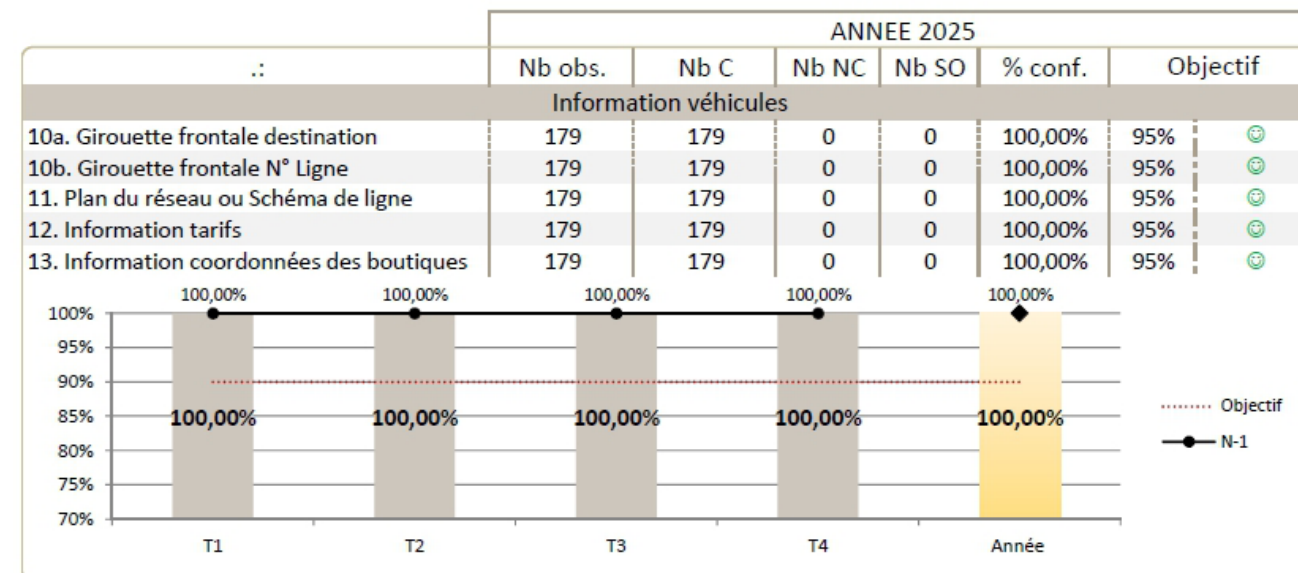 ANNEE 2025
.: Nb obs. Nb C Nb NC Nb SO % conf. Objectif
Information véhicules
10a. Girouette frontale destination 179 179 0 0 100,00% 95% ☺
10b. Girouette frontale N° Ligne 179 179 0 0 100,00% 95% ☺
11. Plan du réseau ou Schéma de ligne 179 179 0 0 100,00% 95% ☺
12. Information tarifs 179 179 0 0 100,00% 95% ☺
13. Information coordonnées des boutiques 179 179 0 0 100,00% 95% ☺
100,00% 100,00% 100,00% 100,00% 100,00%
100%
95%
90%
85% 100,00% 100,00% 100,00% 100,00% 100,00%
80%
75%
70%
T1 T2 T3 T4 Année
Objectif
N-1